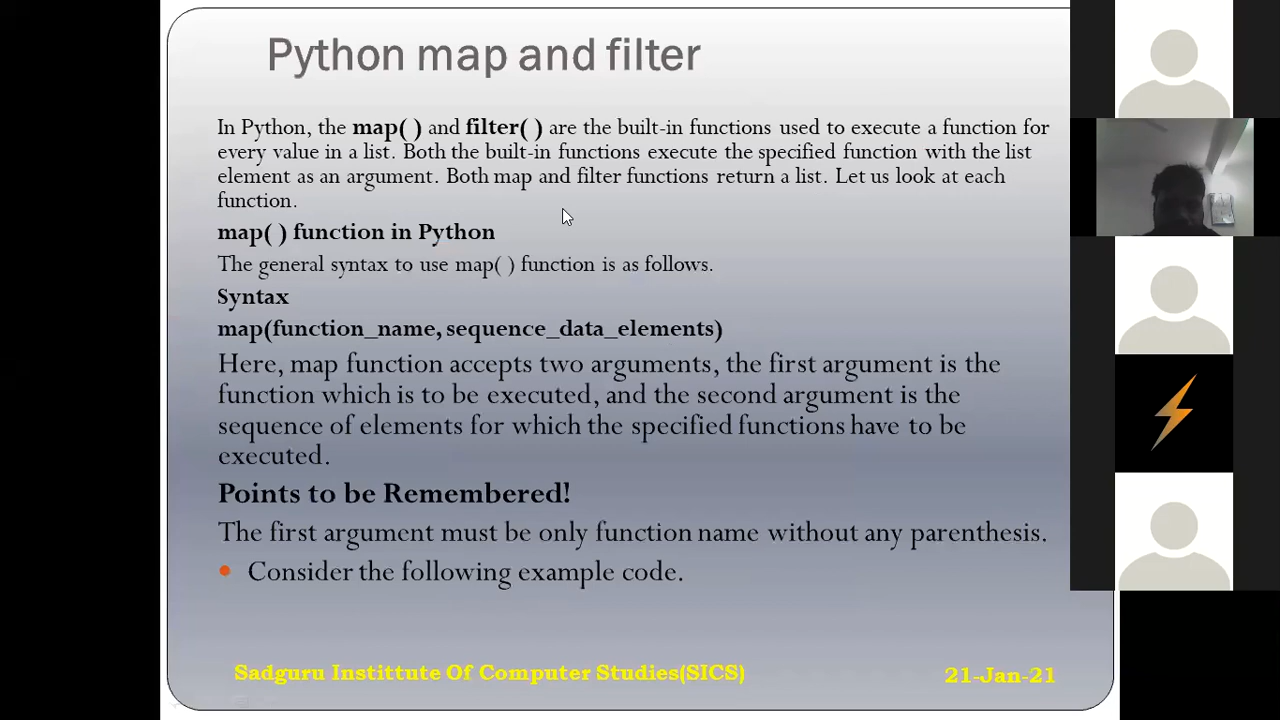 Python map and filter
In Python, the map( ) and filter( ) are the built-in functions used to execute a function for
every value in a list. Both the built-in functions execute the specified function with the list
element as an argument. Both map and filter functions return a list. Let us look at each
function.
map( ) function in Python
The general syntax to use map( ) function is as follows.
Syntax
map(function_name, sequence_data_elements)
Here, map function accepts two arguments, the first argument is the
function which is to be executed, and the second argument is the
sequence of elements for which the specified functions have to be
executed.
Points to be Remembered!
The first argument must be only function name without any parenthesis.
• Consider the following example code.
Sadguru Instittute Of Computer Studies(SICS)
21-Jan-21